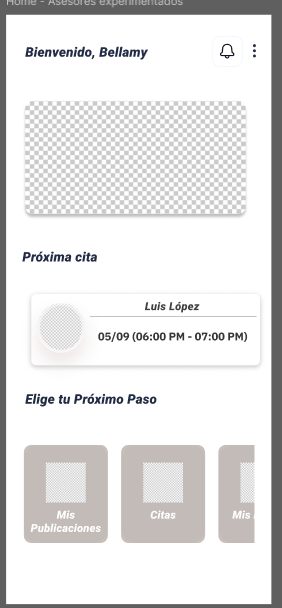 Home - Asesores experimentados
Bienvenido, Bellamy
Próxima cita
Luis López
05/09 (06:00 PM - 07:00 PM)
Elige tu Próximo Paso
Mis
Publicaciones
Citas
Mis